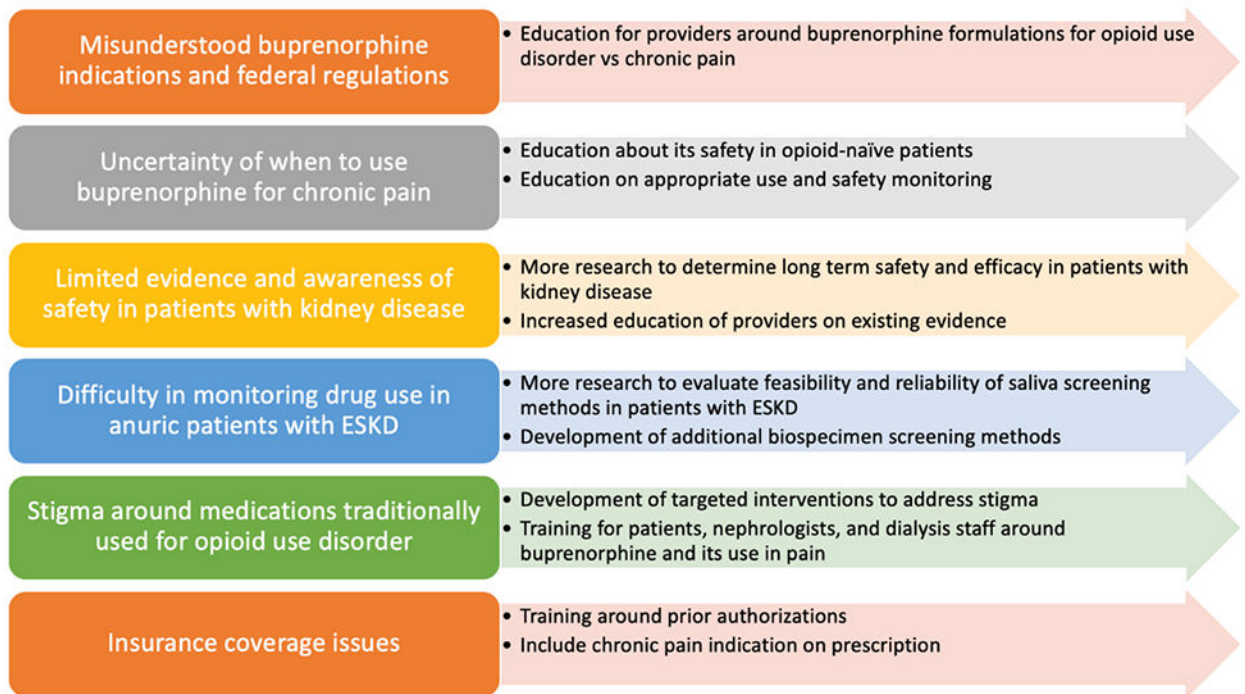 Misunderstood buprenorphine
indications and federal regulations
• Education for providers around buprenorphine formulations for opioid use
disorder vs chronic pain
Uncertainty of when to use
buprenorphine for chronic pain
• Education about its safety in opioid-naïve patients
• Education on appropriate use and safety monitoring
Limited evidence and awareness of
safety in patients with kidney disease
• More research to determine long term safety and efficacy in patients with
kidney disease
• Increased education of providers on existing evidence
Difficulty in monitoring drug use in
anuric patients with ESKD
• More research to evaluate feasibility and reliability of saliva screening
methods in patients with ESKD
• Development of additional biospecimen screening methods
Stigma around medications traditionally
used for opioid use disorder
• Development of targeted interventions to address stigma
• Training for patients, nephrologists, and dialysis staff around
buprenorphine and its use in pain
Insurance coverage issues
• Training around prior authorizations
• Include chronic pain indication on prescription